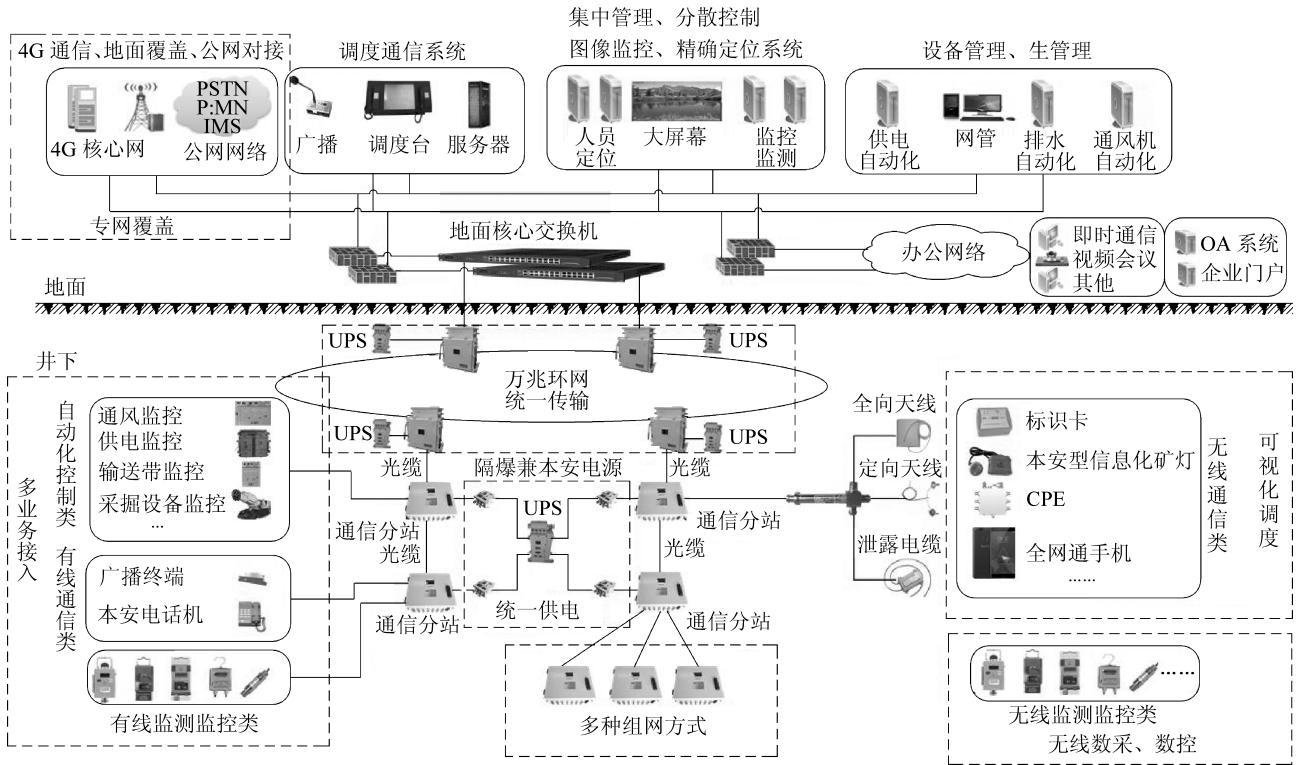 集中管理、分散控制
4G 通信、地面覆盖、公网对接
调度通信系统
图像监控、精确定位系统
设备管理、生管理
PSTN
P:MN
IMS
4G 核心网
公网网络
专网覆盖
广播
调度台
服务器
人员
定位
大屏幕
监控
监测
供电
自动化
网管
排水
自动化
通风机
自动化
地面核心交换机
办公网络
即时通信
视频会议
其他
OA 系统
企业门户
地面
井下
UPS
UPS
万兆环网
统一传输
UPS
UPS
光缆
光缆
多业务接入
自动化控制类
通风监控
供电监控
输送带监控
采掘设备监控
...
有线通信类
广播终端
本安电话机
有线监测监控类
隔爆兼本安电源
UPS
统一供电
通信分站
光缆
通信分站
通信分站
光缆
通信分站
多种组网方式
全向天线
定向天线
泄露电缆
标识卡
本安型信息化矿灯
CPE
全网通手机
……
无线通信类
可视化调度
……
无线监测监控类
无线数采、数控